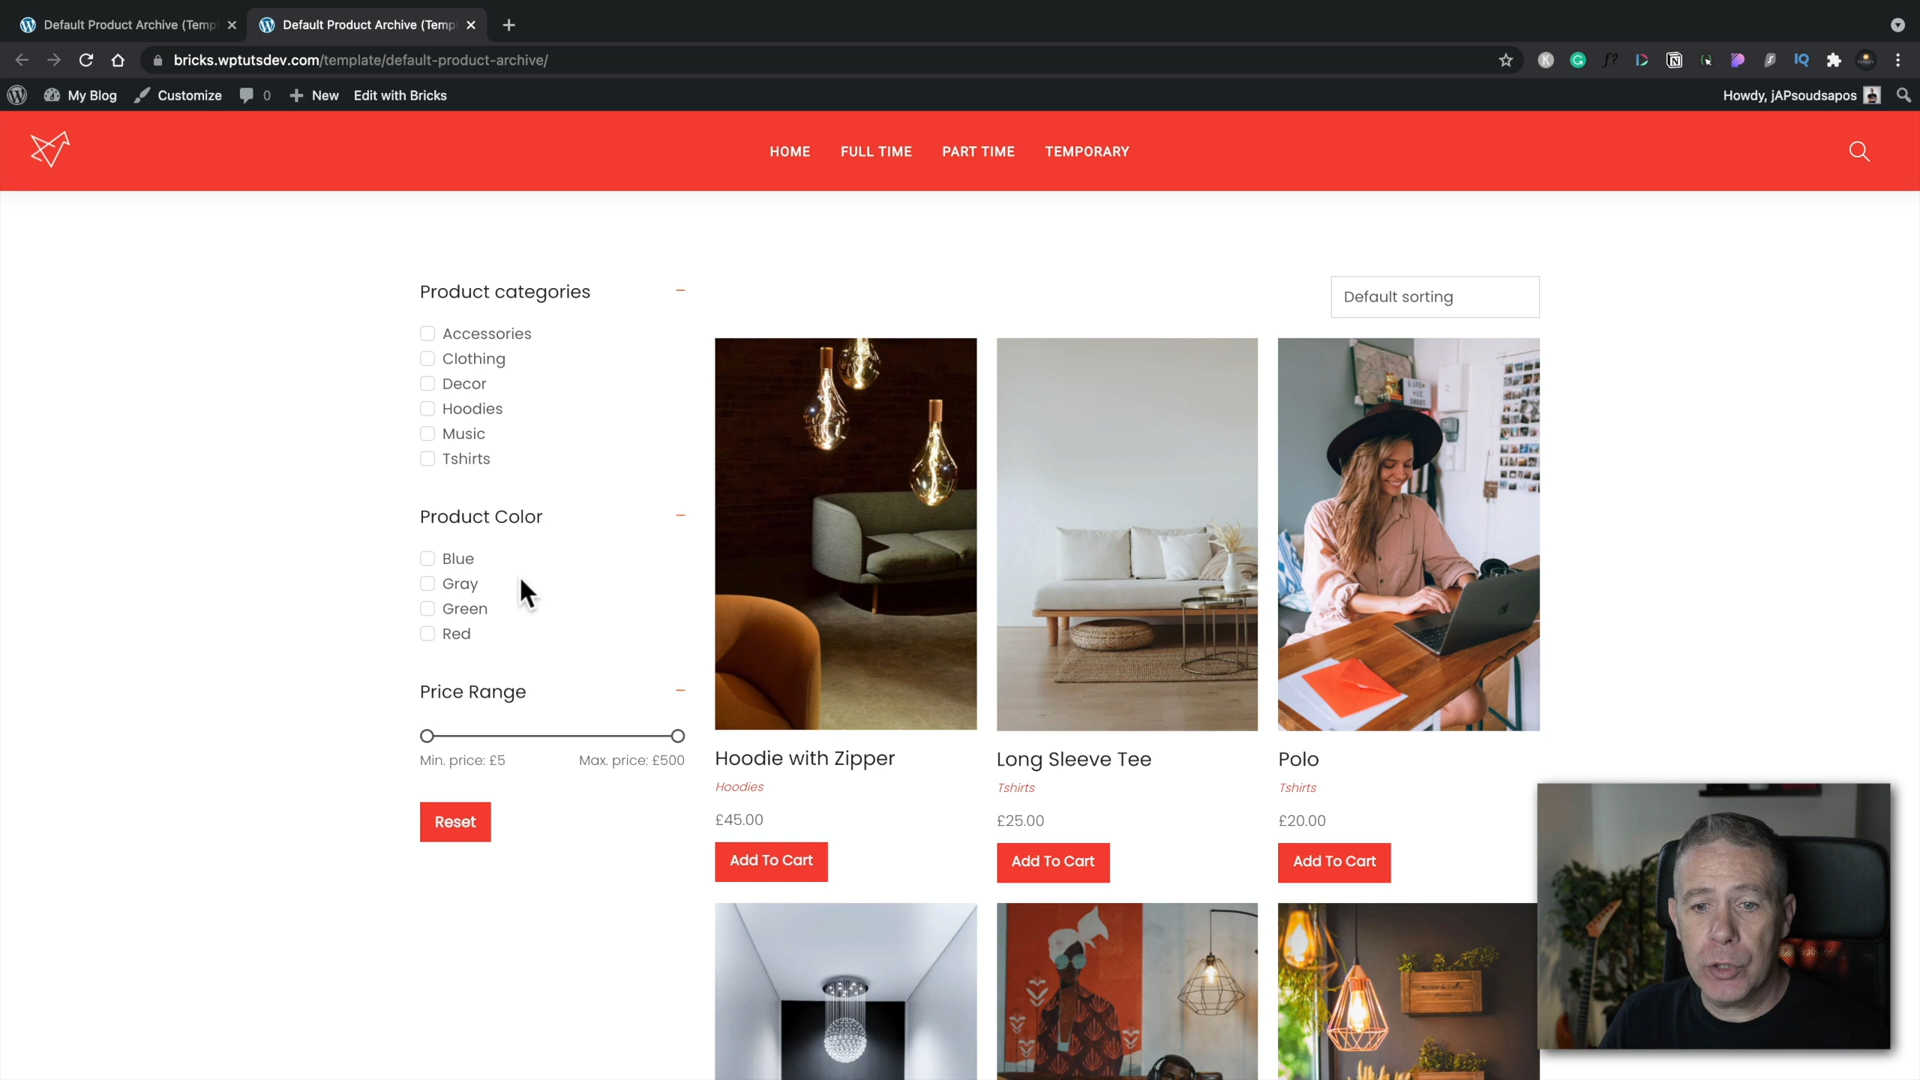 Default Product Archive (Temp
Default Product Archive (Temp
bricks.wptutsdev.com/template/default-product-archive/
My Blog
Customize
0
New
Edit with Bricks
Howdy, jAPsoudsapos
HOME
FULL TIME
PART TIME
TEMPORARY
Product categories
Accessories
Clothing
Decor
Hoodies
Music
Tshirts
Product Color
Blue
Gray
Green
Red
Price Range
Min. price: £5
Max. price: £500
Reset
Default sorting
Hoodie with Zipper
Hoodies
£45.00
Add To Cart
Long Sleeve Tee
Tshirts
£25.00
Add To Cart
Polo
Tshirts
£20.00
Add To Cart